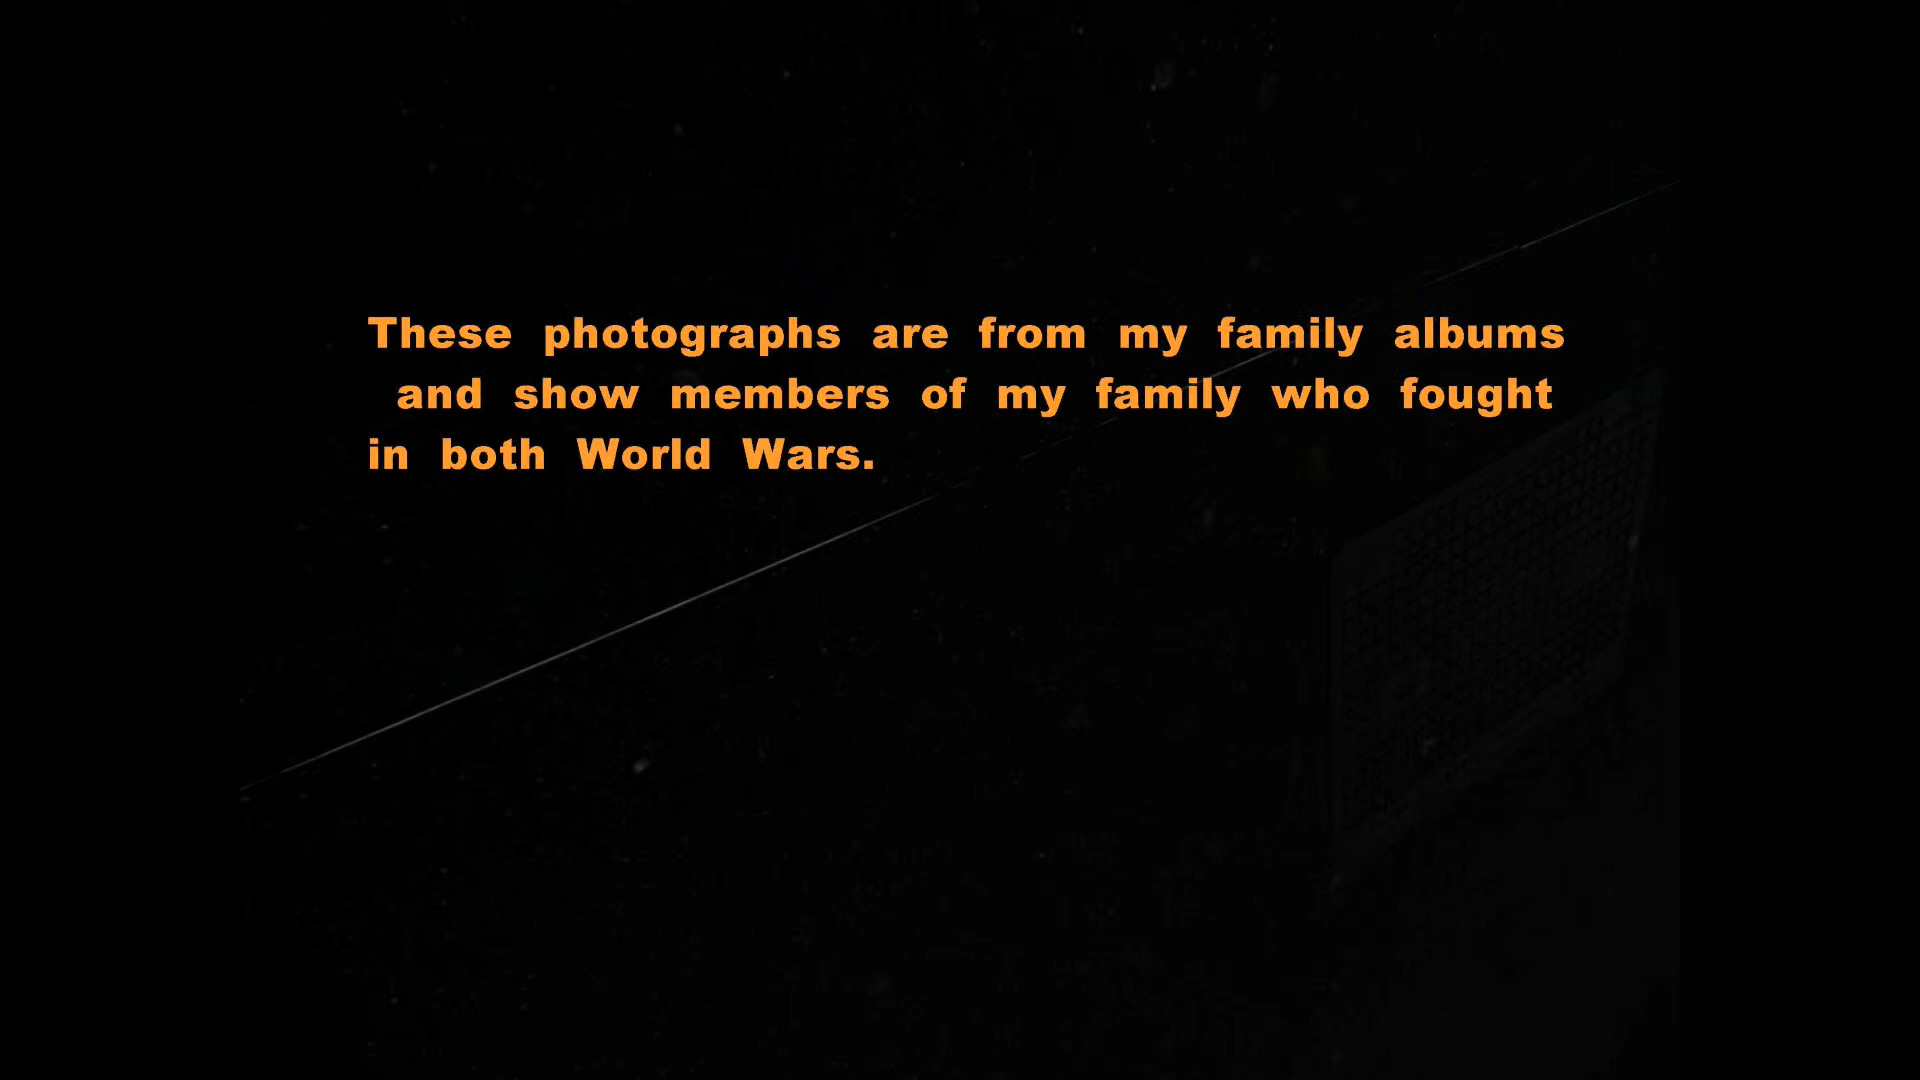 These photographs are from my family albums
and show members of my family who fought
in both World Wars.